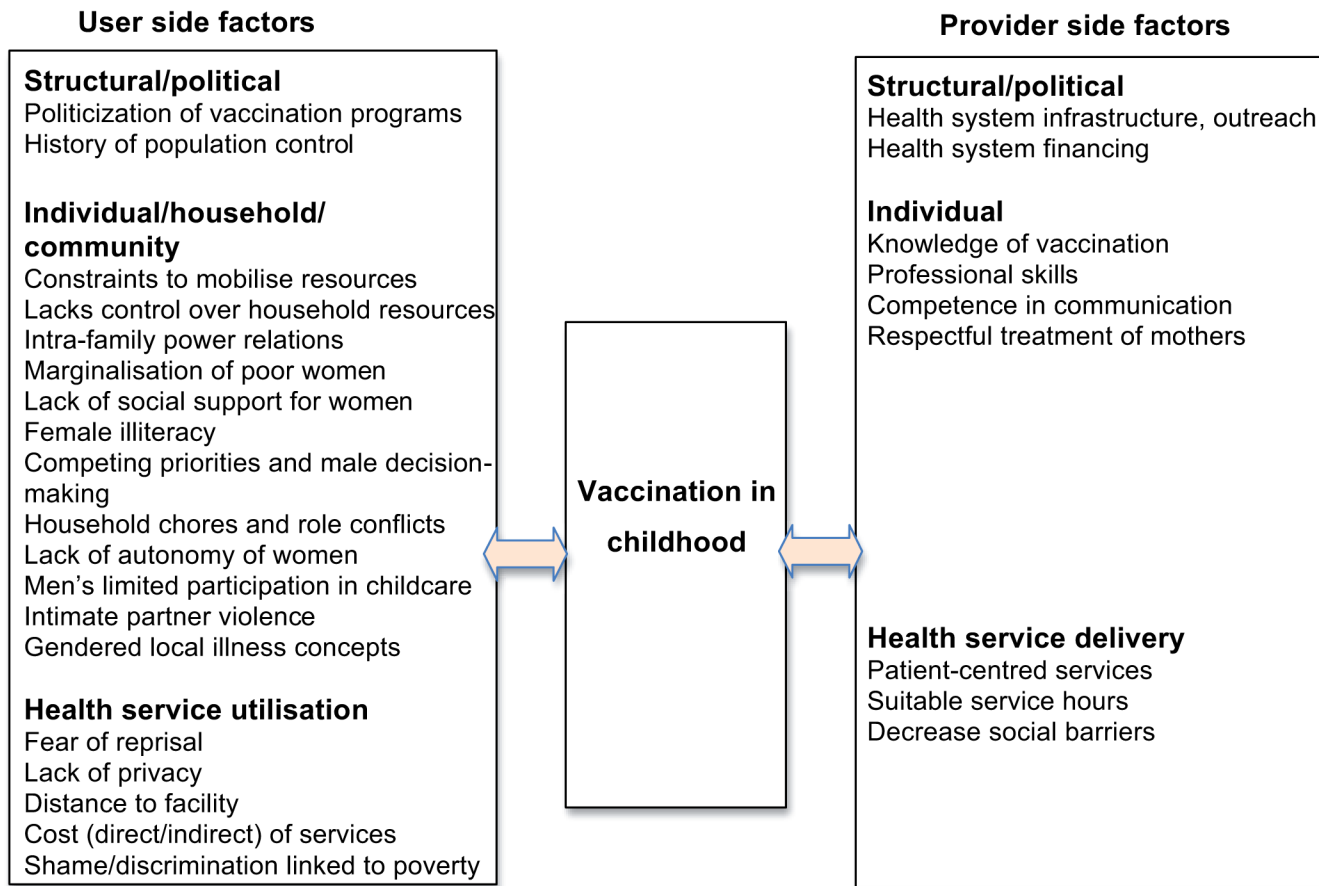 User side factors
Structural/political
Politicization of vaccination programs
History of population control
Individual/household/
community
Constraints to mobilise resources
Lacks control over household resources
Intra-family power relations
Marginalisation of poor women
Lack of social support for women
Female illiteracy
Competing priorities and male decision-
making
Household chores and role conflicts
Lack of autonomy of women
Men’s limited participation in childcare
Intimate partner violence
Gendered local illness concepts
Health service utilisation
Fear of reprisal
Lack of privacy
Distance to facility
Cost (direct/indirect) of services
Shame/discrimination linked to poverty
Vaccination in
childhood
Provider side factors
Structural/political
Health system infrastructure, outreach
Health system financing
Individual
Knowledge of vaccination
Professional skills
Competence in communication
Respectful treatment of mothers
Health service delivery
Patient-centred services
Suitable service hours
Decrease social barriers